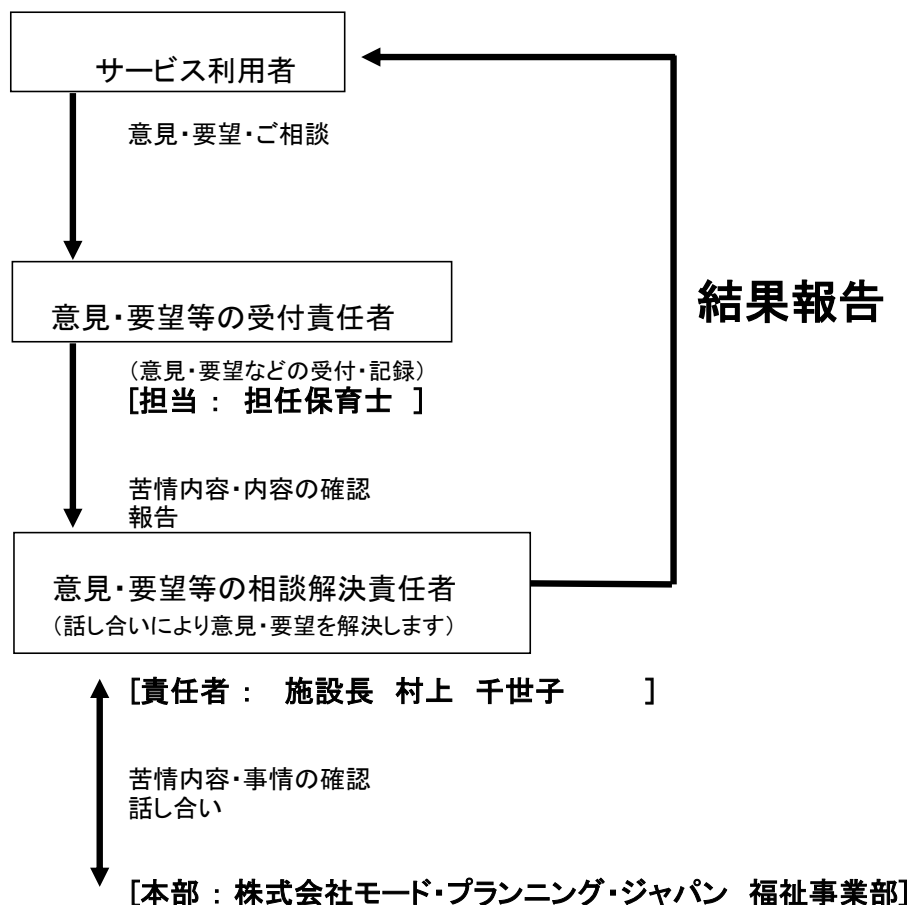 サービス利用者
意見・要望・ご相談
意見・要望等の受付責任者
（意見・要望などの受付・記録）
[担当 ： 担任保育士 ]
苦情内容・内容の確認
報告
意見・要望等の相談解決責任者
（話し合いにより意見・要望を解決します）
[責任者 ： 施設長 村上 千世子 ]
苦情内容・事情の確認
話し合い
[本部 ： 株式会社モード・プランニング・ジャパン 福祉事業部]
結果報告